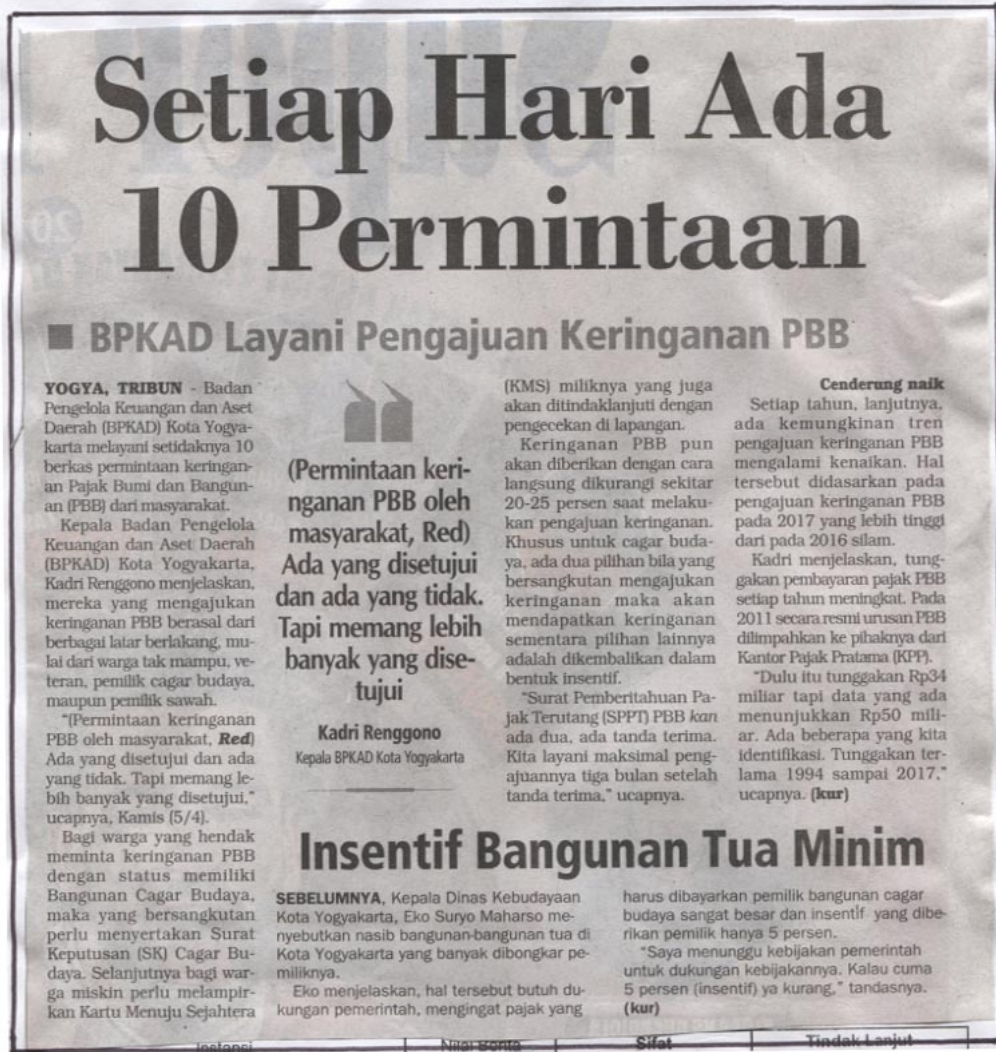 Setiap Hari Ada
10 Permintaan
■ BPKAD Layani Pengajuan Keringanan PBB
YOGYA, TRIBUN - Badan
Pengelola Keuangan dan Aset
Daerah (BPKAD) Kota Yogya-
karta melayani setidaknya 10
berkas permintaan keringan-
an Pajak Bumi dan Bangun-
an (PBB) dari masyarakat.
Kepala Badan Pengelola
Keuangan dan Aset Daerah
(BPKAD) Kota Yogyakarta,
Kadri Renggono menjelaskan,
mereka yang mengajukan
keringanan PBB berasal dari
berbagai latar berlakang, mu-
lai dari warga tak mampu, ve-
teran, pemilik cagar budaya,
maupun pemilik sawah.
"(Permintaan keringanan
PBB oleh masyarakat, Red)
Ada yang disetujui dan ada
yang tidak. Tapi memang le-
bih banyak yang disetujui,"
ucapnya, Kamis (5/4).
Bagi warga yang hendak
meminta keringanan PBB
dengan status memiliki
Bangunan Cagar Budaya,
maka yang bersangkutan
perlu menyertakan Surat
Keputusan (SK) Cagar Bu-
daya. Selanjutnya bagi war-
ga miskin perlu melampir-
kan Kartu Menuju Sejahtera
(Permintaan keri-
nganan PBB oleh
masyarakat, Red)
Ada yang disetujui
dan ada yang tidak.
Tapi memang lebih
banyak yang dise-
tujui
Kadri Renggono
Kepala BPKAD Kota Yogyakarta
(KMS) miliknya yang juga
akan ditindaklanjuti dengan
pengecekan di lapangan.
Keringanan PBB pun
akan diberikan dengan cara
langsung dikurangi sekitar
20-25 persen saat melaku-
kan pengajuan keringanan.
Khusus untuk cagar buda-
ya, ada dua pilihan bila yang
bersangkutan mengajukan
keringanan maka akan
mendapatkan keringanan
sementara pilihan lainnya
adalah dikembalikan dalam
bentuk insentif.
"Surat Pemberitahuan Pa-
jak Terutang (SPPT) PBB kan
ada dua, ada tanda terima.
Kita layani maksimal peng-
ajuannya tiga bulan setelah
tanda terima," ucapnya.
Cenderung naik
Setiap tahun, lanjutnya,
ada kemungkinan tren
pengajuan keringanan PBB
mengalami kenaikan. Hal
tersebut didasarkan pada
pengajuan keringanan PBB
pada 2017 yang lebih tinggi
dari pada 2016 silam.
Kadri menjelaskan, tung-
gakan pembayaran pajak PBB
setiap tahun meningkat. Pada
2011 secara resmi urusan PBB
dilimpahkan ke pihaknya dari
Kantor Pajak Pratama (KPP).
"Dulu itu tunggakan Rp34
miliar tapi data yang ada
menunjukkan Rp50 mili-
ar. Ada beberapa yang kita
identifikasi. Tunggakan ter-
lama 1994 sampai 2017,"
ucapnya. (kur)
Insentif Bangunan Tua Minim
SEBELUMNYA, Kepala Dinas Kebudayaan
Kota Yogyakarta, Eko Suryo Maharso me-
nyebutkan nasib bangunan-bangunan tua di
Kota Yogyakarta yang banyak dibongkar pe-
miliknya.
Eko menjelaskan, hal tersebut butuh du-
kungan pemerintah, mengingat pajak yang
harus dibayarkan pemilik bangunan cagar
budaya sangat besar dan insentif yang dibe-
rikan pemilik hanya 5 persen.
"Saya menunggu kebijakan pemerintah
untuk dukungan kebijakannya. Kalau cuma
5 persen (insentif) ya kurang," tandasnya.
(kur)
Instansi Nilai Berita Sifat Tindak Lanjut